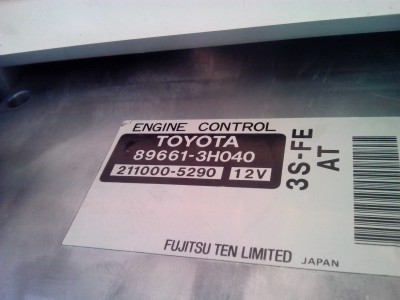 ENGINE CONTROL
TOYOTA
89661-3H040
211000-5290 12V
3S-FE
AT
FUJITSU TEN LIMITED JAPAN